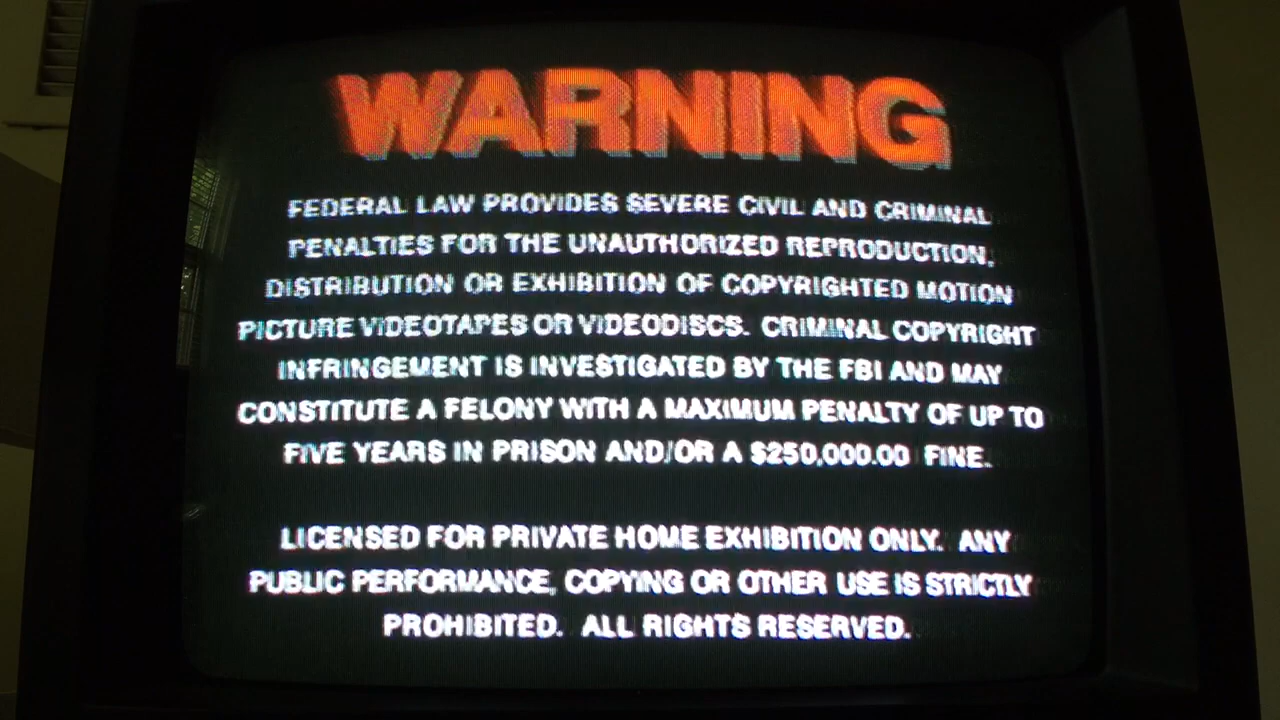 WARNING
FEDERAL LAW PROVIDES SEVERE CIVIL AND CRIMINAL
PENALTIES FOR THE UNAUTHORIZED REPRODUCTION,
DISTRIBUTION OR EXHIBITION OF COPYRIGHTED MOTION
PICTURE VIDEOTAPES OR VIDEODISCS. CRIMINAL COPYRIGHT
INFRINGEMENT IS INVESTIGATED BY THE FBI AND MAY
CONSTITUTE A FELONY WITH A MAXIMUM PENALTY OF UP TO
FIVE YEARS IN PRISON AND/OR A $250,000.00 FINE.
LICENSED FOR PRIVATE HOME EXHIBITION ONLY. ANY
PUBLIC PERFORMANCE, COPYING OR OTHER USE IS STRICTLY
PROHIBITED. ALL RIGHTS RESERVED.